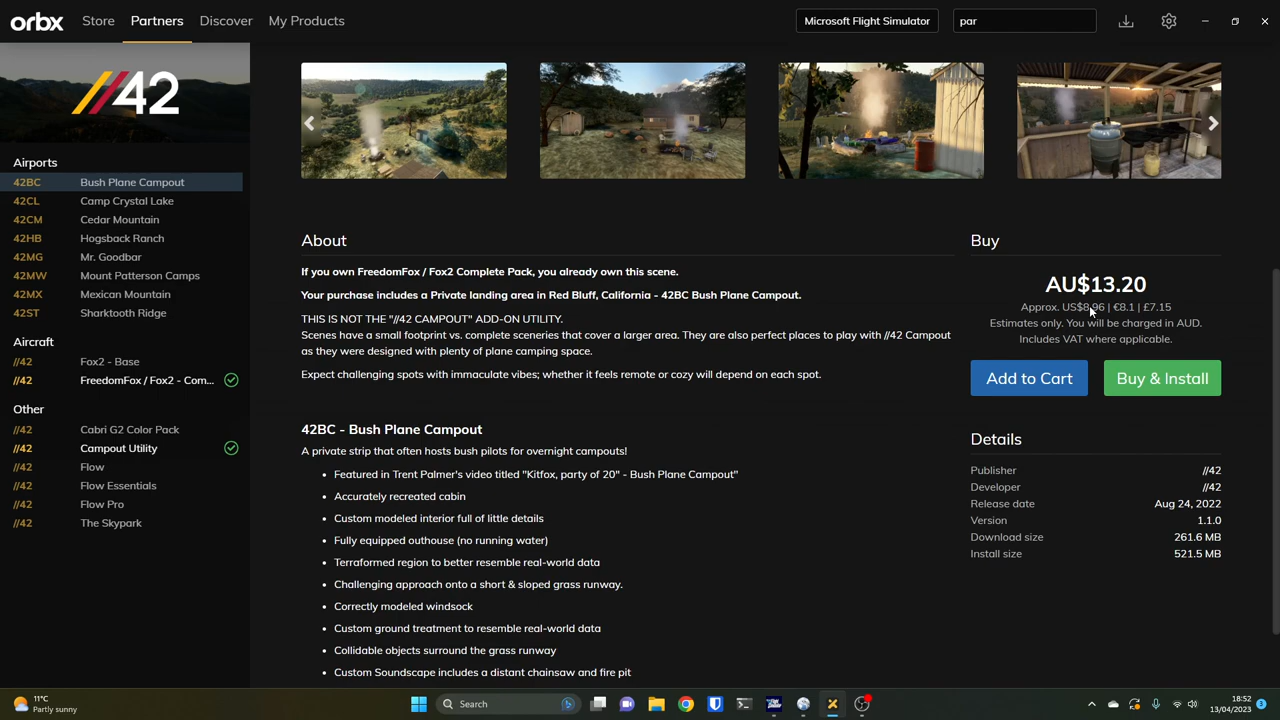 orbx
Store
Partners
Discover
My Products
Microsoft Flight Simulator
par
//42
Airports
42BC Bush Plane Campout
42CL Camp Crystal Lake
42CM Cedar Mountain
42HB Hogsback Ranch
42MG Mr. Goodbar
42MW Mount Patterson Camps
42MX Mexican Mountain
42ST Sharktooth Ridge
Aircraft
//42 Fox2 - Base
//42 FreedomFox / Fox2 - Com...
Other
//42 Cabri G2 Color Pack
//42 Campout Utility
//42 Flow
//42 Flow Essentials
//42 Flow Pro
//42 The Skypark
About
If you own FreedomFox / Fox2 Complete Pack, you already own this scene.
Your purchase includes a Private landing area in Red Bluff, California - 42BC Bush Plane Campout.
THIS IS NOT THE "//42 CAMPOUT" ADD-ON UTILITY.
Scenes have a small footprint vs. complete sceneries that cover a larger area. They are also perfect places to play with //42 Campout
as they were designed with plenty of plane camping space.
Expect challenging spots with immaculate vibes; whether it feels remote or cozy will depend on each spot.
42BC - Bush Plane Campout
A private strip that often hosts bush pilots for overnight campouts!
• Featured in Trent Palmer's video titled "Kitfox, party of 20" - Bush Plane Campout"
• Accurately recreated cabin
• Custom modeled interior full of little details
• Fully equipped outhouse (no running water)
• Terraformed region to better resemble real-world data
• Challenging approach onto a short & sloped grass runway.
• Correctly modeled windsock
• Custom ground treatment to resemble real-world data
• Collidable objects surround the grass runway
• Custom Soundscape includes a distant chainsaw and fire pit
Buy
AU$13.20
Approx. US$8.96 | €8.1 | £7.15
Estimates only. You will be charged in AUD.
Includes VAT where applicable.
Add to Cart
Buy & Install
Details
Publisher //42
Developer //42
Release date Aug 24, 2022
Version 1.1.0
Download size 261.6 MB
Install size 521.5 MB
11°C
Partly sunny
Search
18:52
13/04/2023